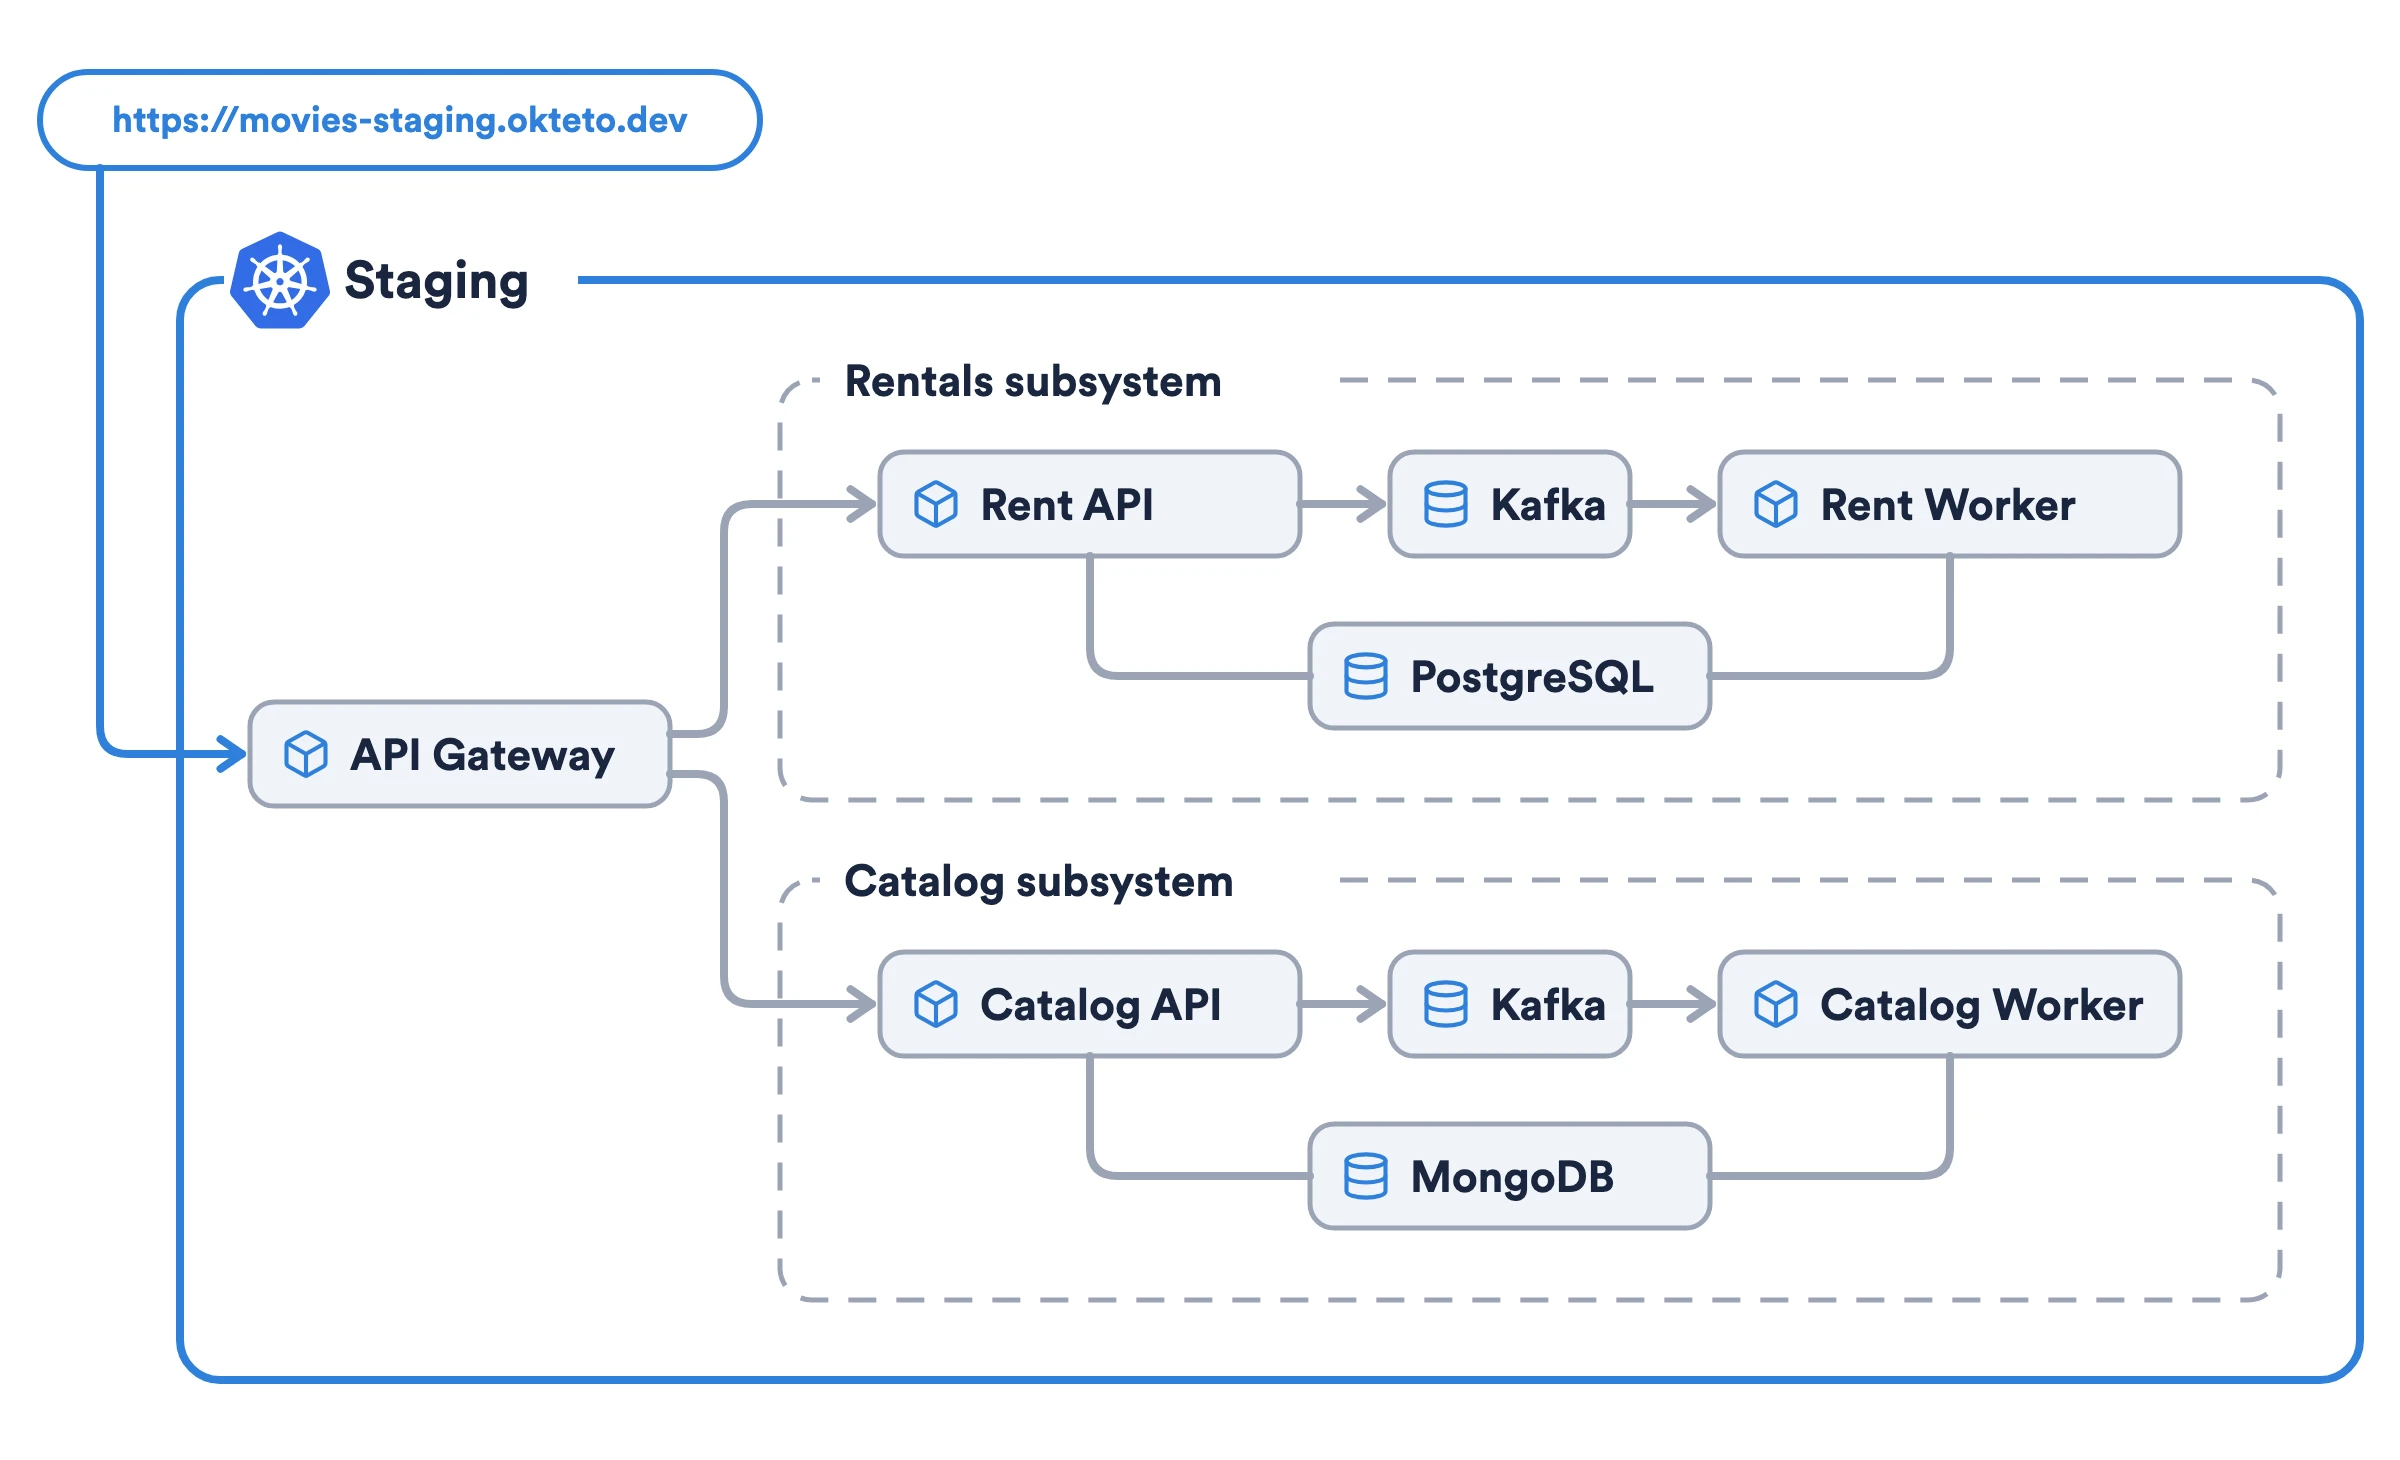 https://movies-staging.okteto.dev
Staging
Rentals subsystem
Rent API
Kafka
Rent Worker
PostgreSQL
API Gateway
Catalog subsystem
Catalog API
Kafka
Catalog Worker
MongoDB